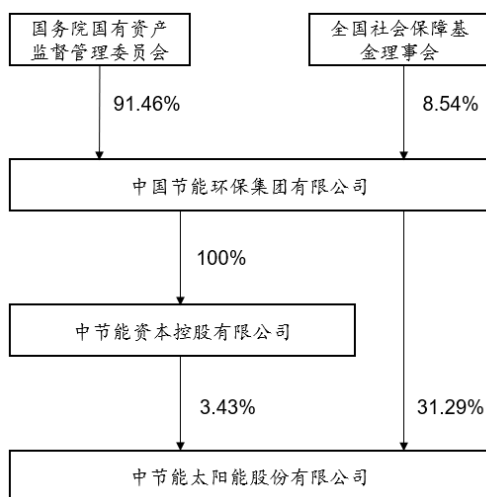 国务院国有资产
监督管理委员会
全国社会保障基
金理事会
91.46%
8.54%
中国节能环保集团有限公司
100%
中节能资本控股有限公司
3.43%
31.29%
中节能太阳能股份有限公司